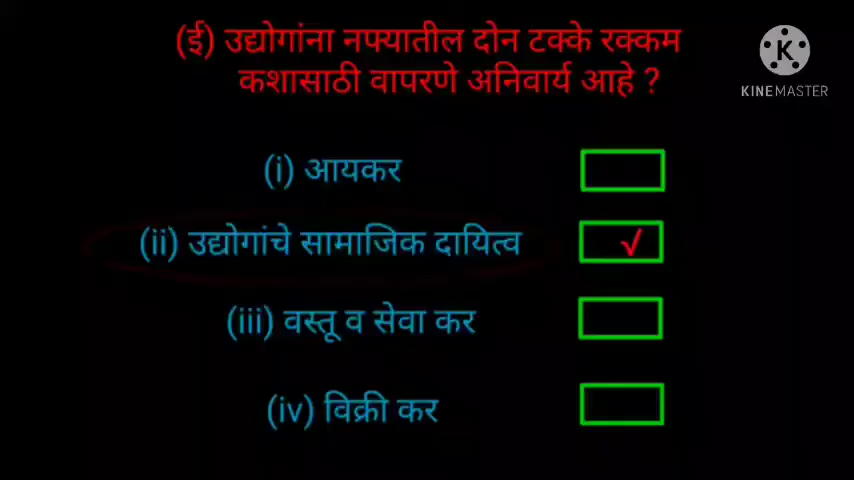 (ई) उद्योगांना नफ्यातील दोन टक्के रक्कम
कशासाठी वापरणे अनिवार्य आहे ?
K
KINEMASTER
(i) आयकर
(ii) उद्योगांचे सामाजिक दायित्व √
(iii) वस्तू व सेवा कर
(iv) विक्री कर